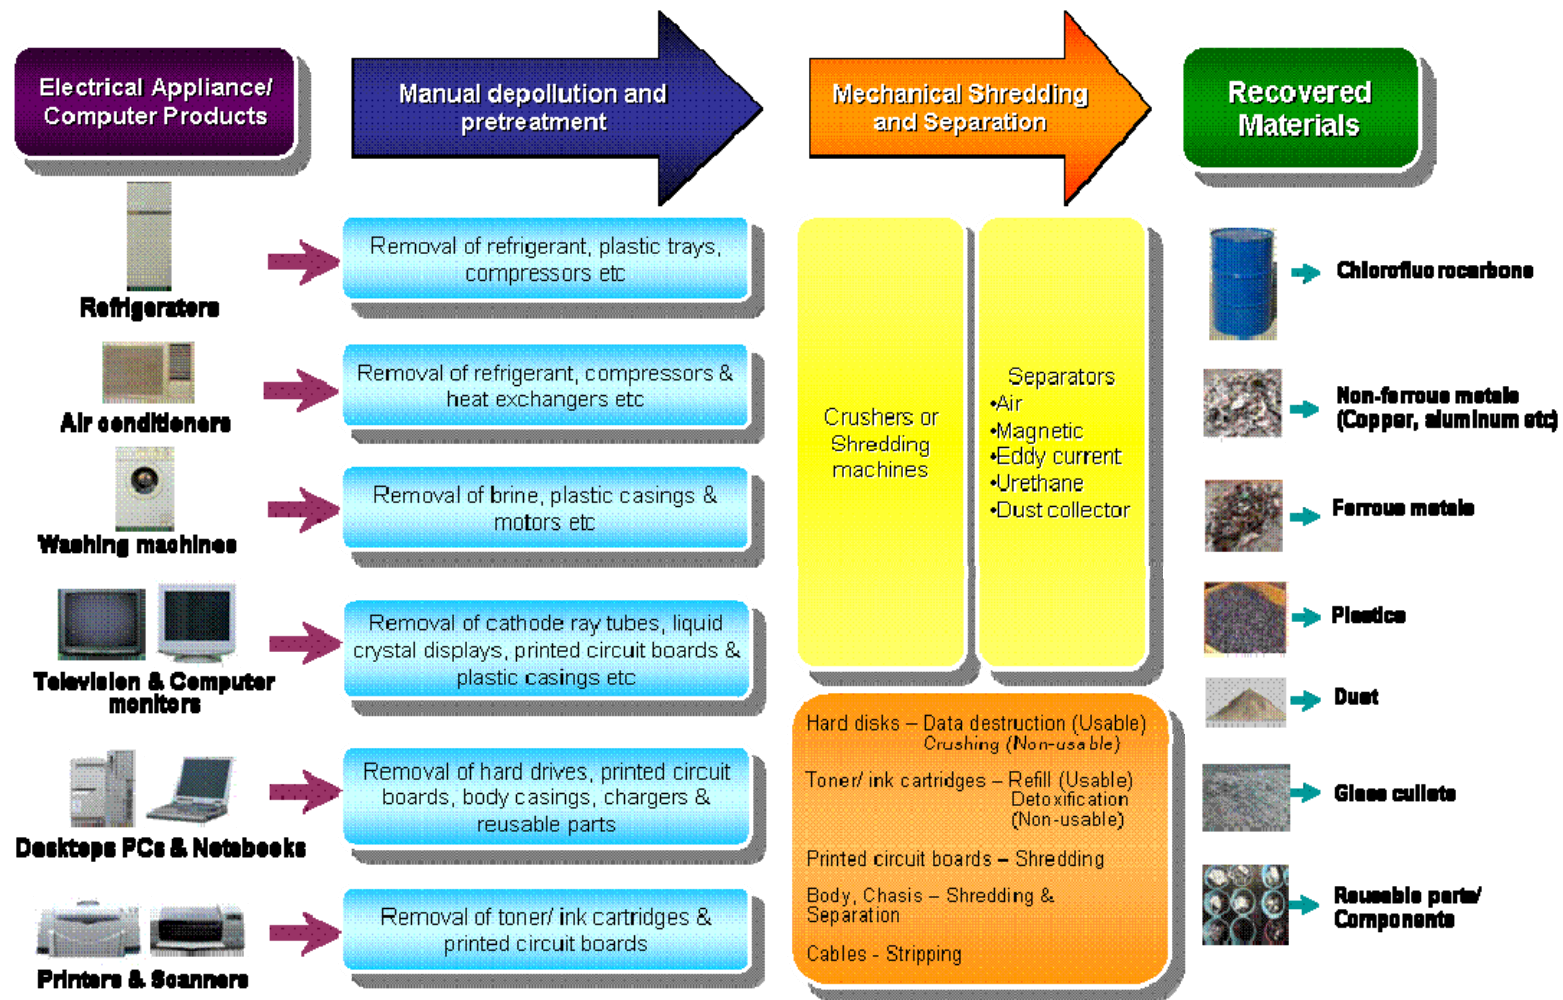 Electrical Appliance/
Computer Products
Manual depollution and
pretreatment
Mechanical Shredding
and Separation
Recovered
Materials
Refrigerators
Removal of refrigerant, plastic trays,
compressors etc
Air conditioners
Removal of refrigerant, compressors &
heat exchangers etc
Washing machines
Removal of brine, plastic casings &
motors etc
Television & Computer
monitors
Removal of cathode ray tubes, liquid
crystal displays, printed circuit boards &
plastic casings etc
Desktops PCs & Notebooks
Removal of hard drives, printed circuit
boards, body casings, chargers &
reusable parts
Printers & Scanners
Removal of toner/ ink cartridges &
printed circuit boards
Crushers or
Shredding
machines
Separators
•Air
•Magnetic
•Eddy current
•Urethane
•Dust collector
Hard disks – Data destruction (Usable)
Crushing (Non-usable)
Toner/ ink cartridges – Refill (Usable)
Detoxification
(Non-usable)
Printed circuit boards – Shredding
Body, Chasis – Shredding &
Separation
Cables - Stripping
Chlorofluo rocarbons
Non-ferrous metals
(Copper, aluminum etc)
Ferrous metals
Plastics
Dust
Glass cullets
Reusable parts/
Components